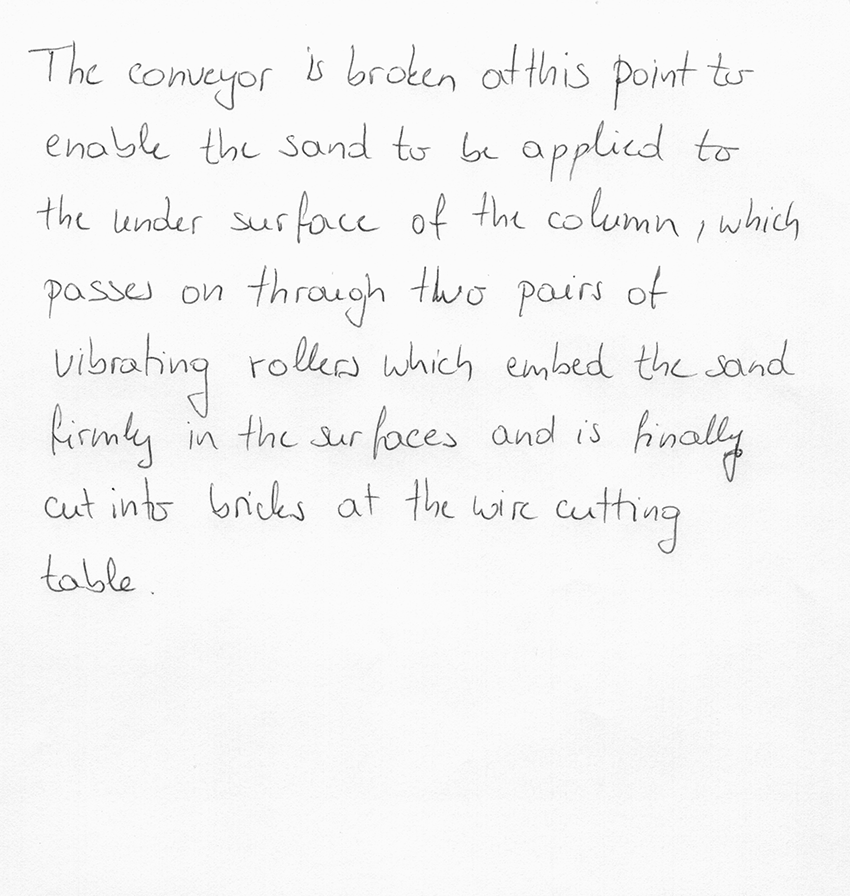 The conveyor is broken at this point to
enable the sand to be applied to
the under surface of the column, which
passes on through two pairs of
vibrating rollers which embed the sand
firmly in the surfaces and is finally
cut into bricks at the wire cutting
table.